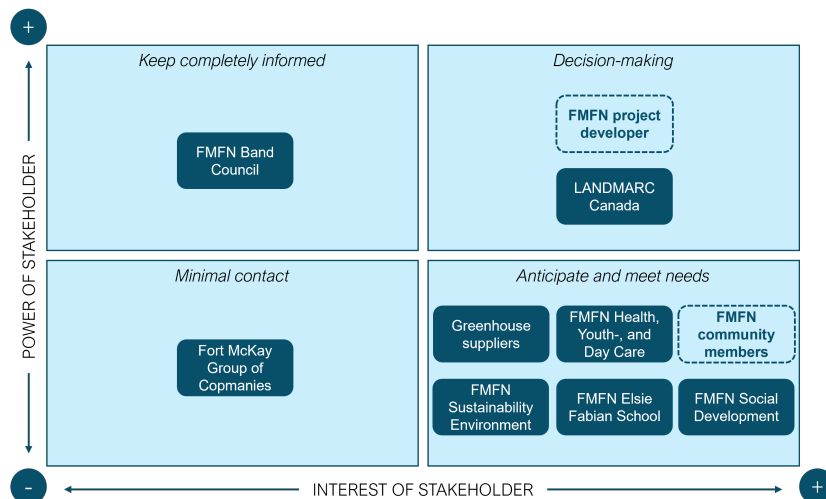 +
Keep completely informed
Decision-making
FMFN Band
Council
FMFN project
developer
LANDMARC
Canada
POWER OF STAKEHOLDER
Minimal contact
Anticipate and meet needs
Fort McKay
Group of
Copmanies
Greenhouse
suppliers
FMFN Health,
Youth-, and
Day Care
FMFN
community
members
FMFN
Sustainability
Environment
FMFN Elsie
Fabian School
FMFN Social
Development
-
INTEREST OF STAKEHOLDER
+